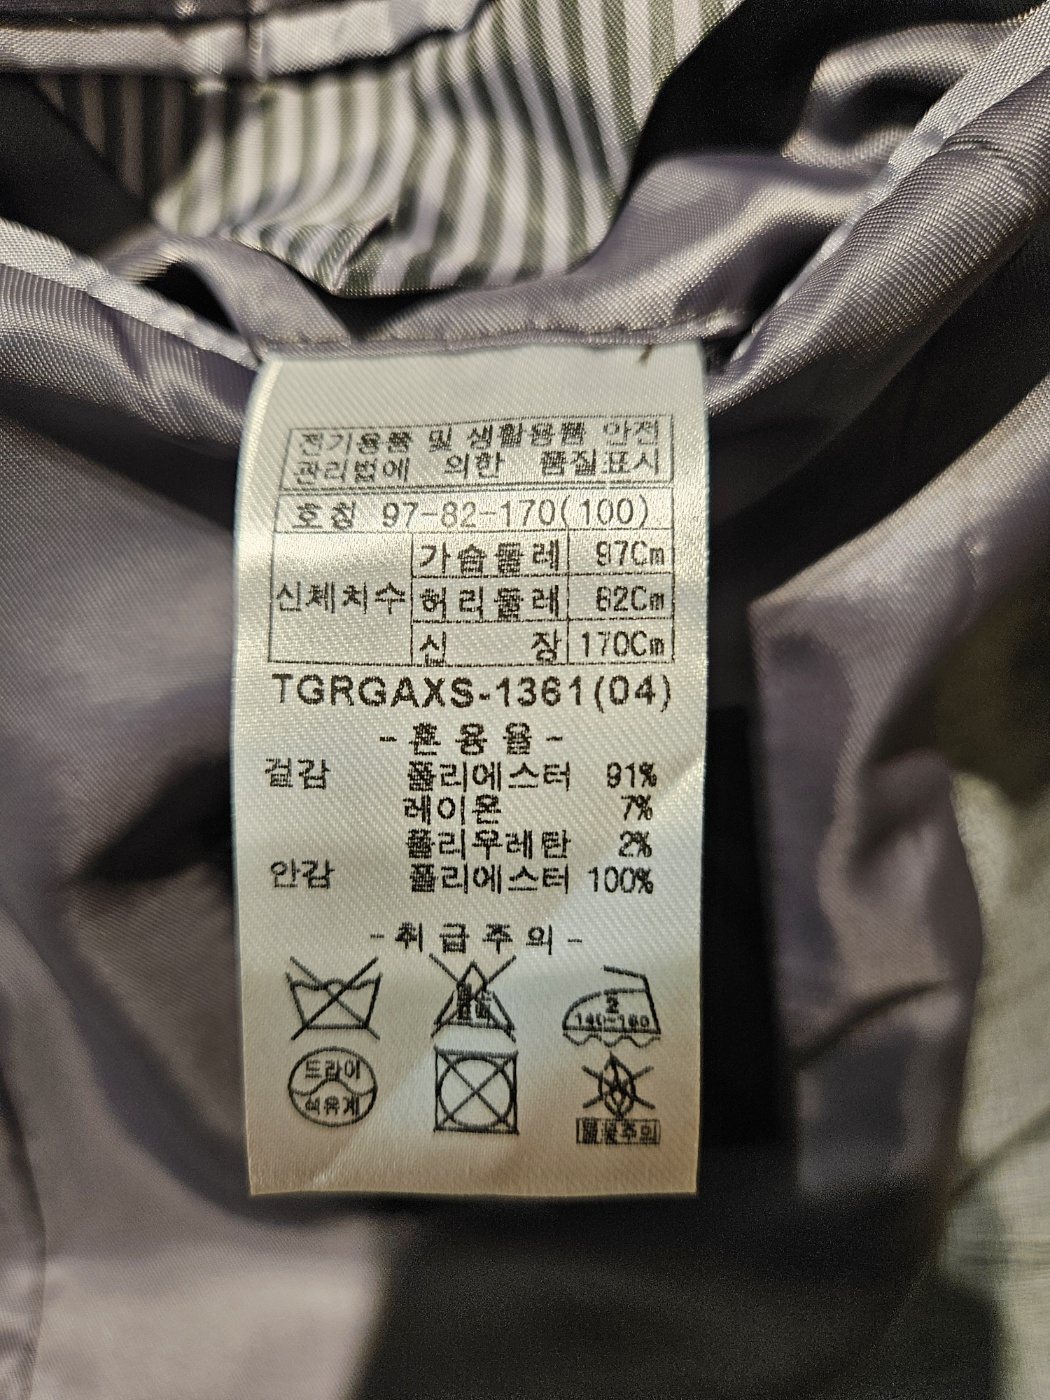 전기용품 및 생활용품 안전
관리법에 의한 품질표시
호칭 97-82-170(100)
신체치수 가슴둘레 97Cm
허리둘레 82Cm
신 장 170Cm
TGRGAXS-1361(04)
-혼용율-
겉감 폴리에스터 91%
레이온 7%
폴리우레탄 2%
안감 폴리에스터 100%
-취급주의-
2
140~160
드라이
석유계